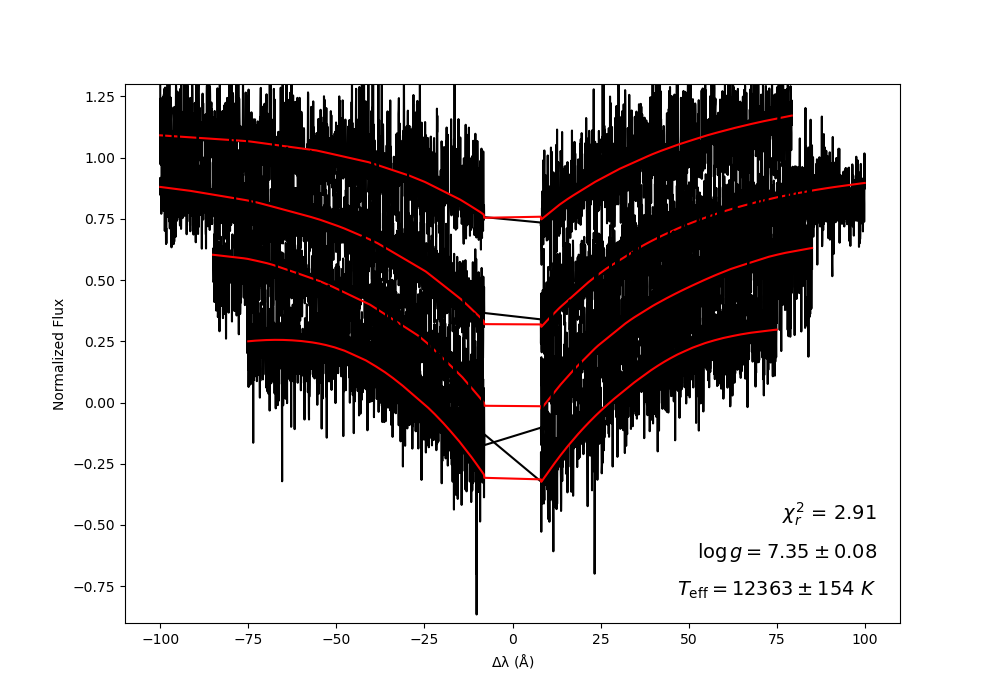 1.25
1.00
0.75
0.50
0.25
0.00
−0.25
−0.50
−0.75
Normalized Flux
χ²ᵣ = 2.91
log g = 7.35 ± 0.08
T_eff = 12363 ± 154 K
−100 −75 −50 −25 0 25 50 75 100
Δλ (Å)